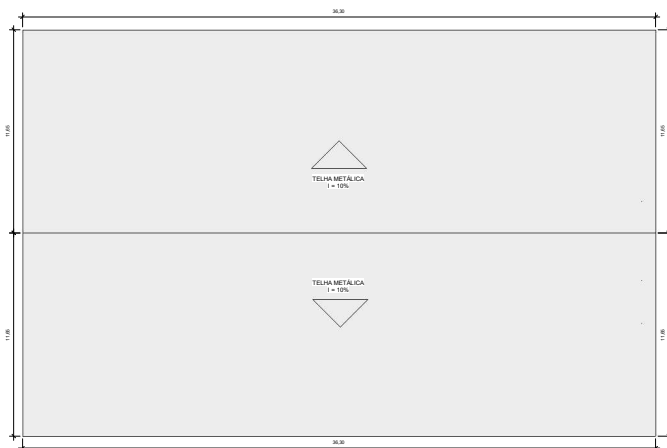 36,30
11,65
11,65
TELHA METÁLICA
I = 10%
TELHA METÁLICA
I = 10%
11,65
11,65
36,30